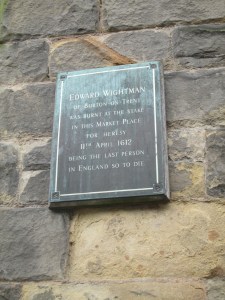 EDWARD WIGHTMAN
OF BURTON-ON-TRENT
WAS BURNT AT THE STAKE
IN THIS MARKET PLACE
FOR HERESY
11TH APRIL 1612
BEING THE LAST PERSON
IN ENGLAND SO TO DIE